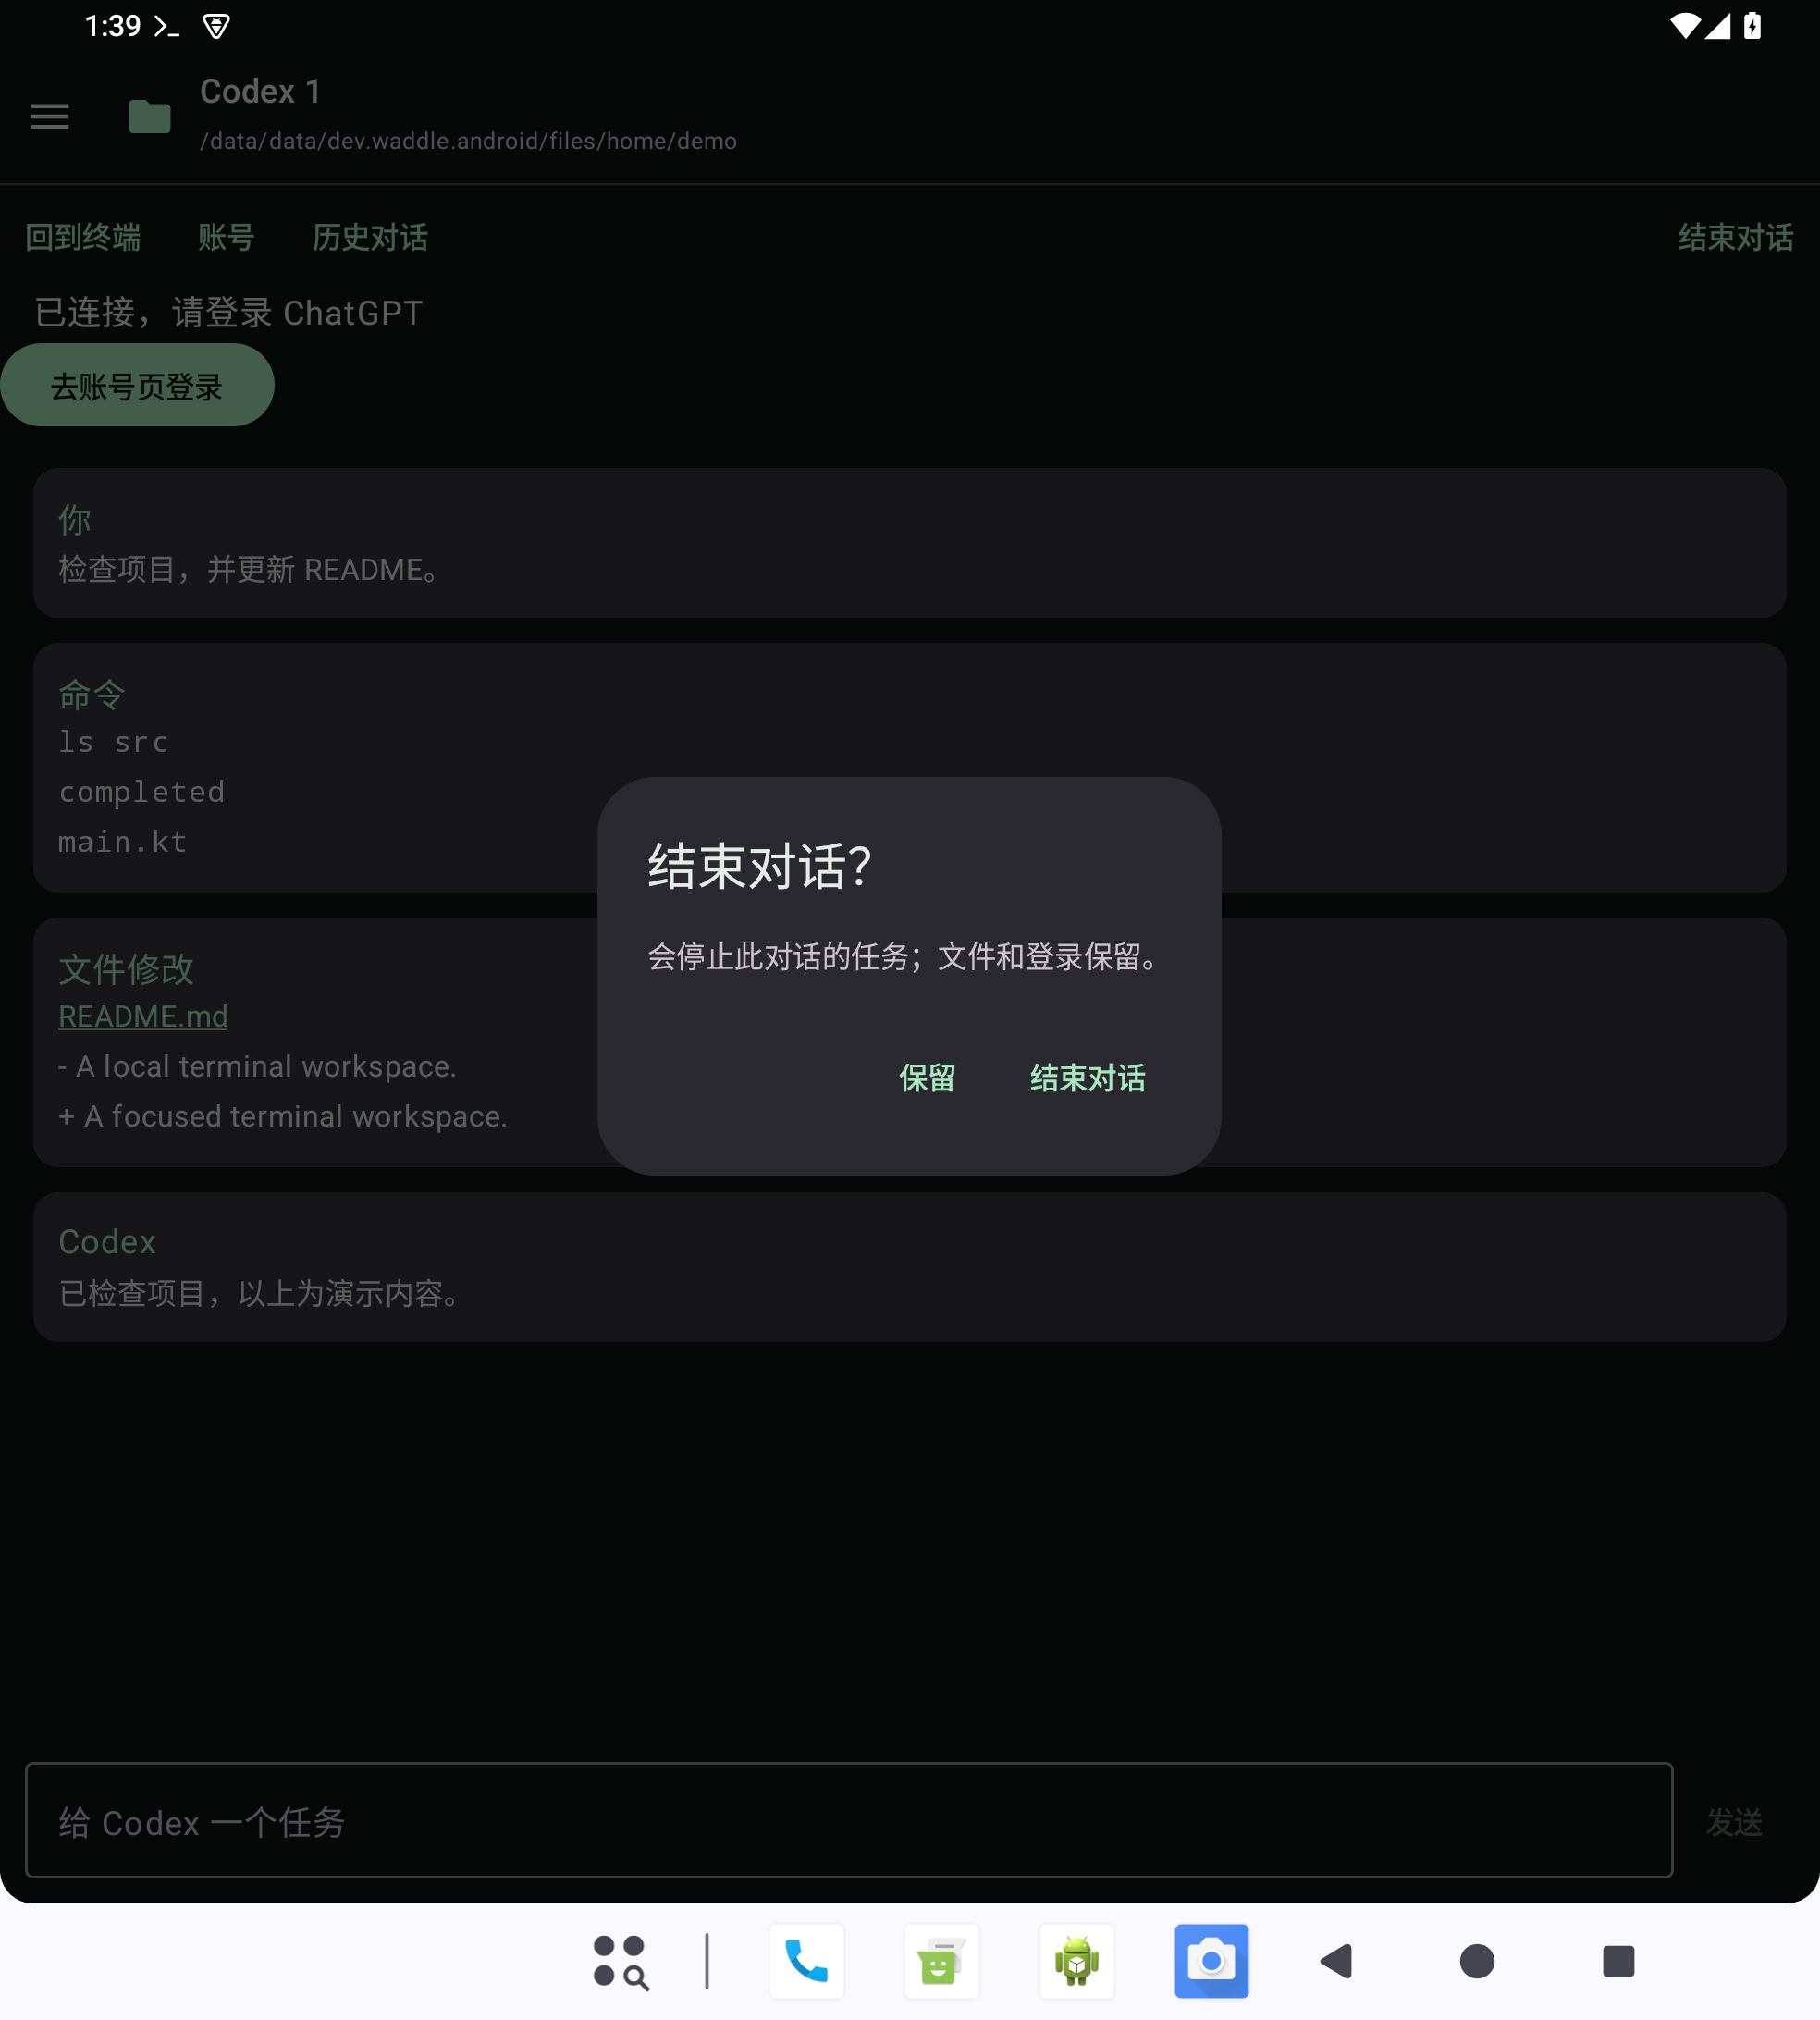 1:39
Codex 1
/data/data/dev.waddle.android/files/home/demo
回到终端 账号 历史对话 结束对话
已连接，请登录 ChatGPT
去账号页登录
你
检查项目，并更新 README。
命令
ls src
completed
main.kt
文件修改
README.md
- A local terminal workspace.
+ A focused terminal workspace.
Codex
已检查项目，以上为演示内容。
结束对话？
会停止此对话的任务；文件和登录保留。
保留 结束对话
给 Codex 一个任务
发送